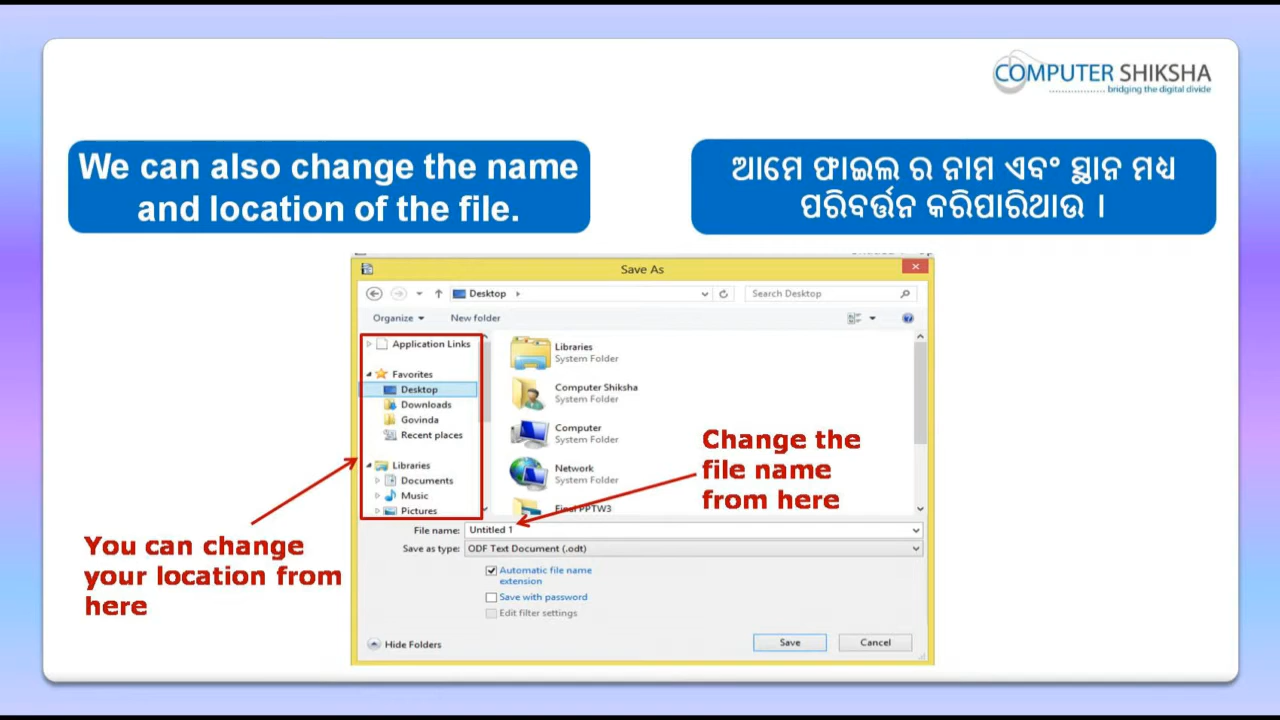 COMPUTER SHIKSHA
bridging the digital divide
We can also change the name
and location of the file.
ଆମେ ଫାଇଲ ର ନାମ ଏବଂ ସ୍ଥାନ ମଧ୍ୟ
ପରିବର୍ତ୍ତନ କରିପାରିଥାଉ ।
Save As
Desktop
Search Desktop
Organize
New folder
Application Links
Favorites
Desktop
Downloads
Govinda
Recent places
Libraries
Documents
Music
Pictures
Libraries
System Folder
Computer Shiksha
System Folder
Computer
System Folder
Network
System Folder
Final PPTW3
Change the
file name
from here
You can change
your location from
here
File name: Untitled 1
Save as type: ODF Text Document (.odt)
Automatic file name
extension
Save with password
Edit filter settings
Hide Folders
Save
Cancel